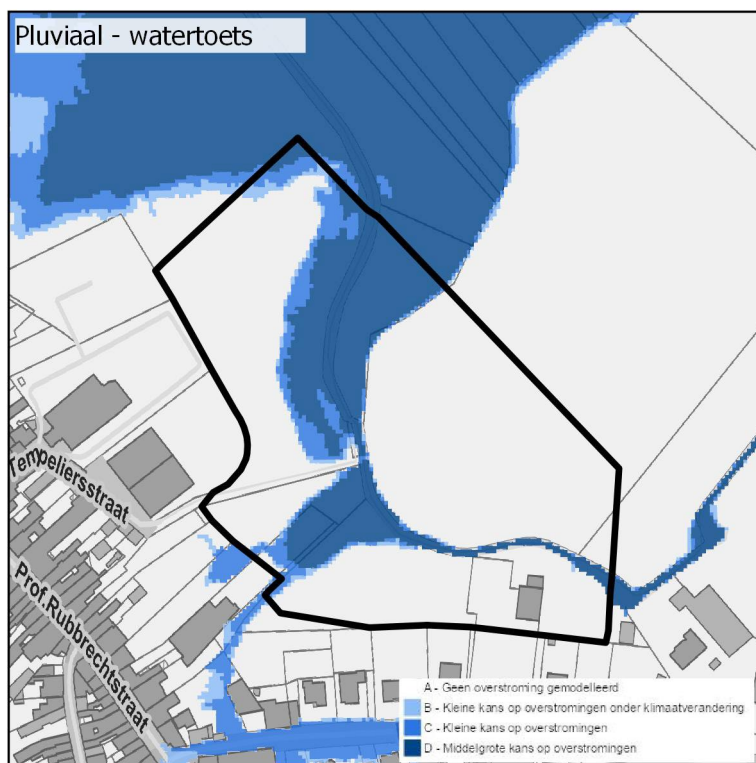 Pluviaal - watertoets
Tempeliersstraat
Prof.Rubbrechtstraat
A - Geen overstroming gemodelleerd
B - Kleine kans op overstromingen onder klimaatverandering
C - Kleine kans op overstromingen
D - Middelgrote kans op overstromingen